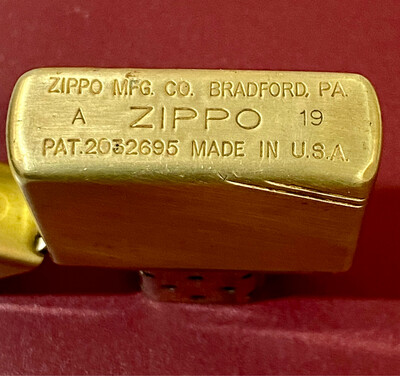 ZIPPO MFG. CO. BRADFORD, PA.
A ZIPPO 19
PAT.2032695 MADE IN U.S.A.